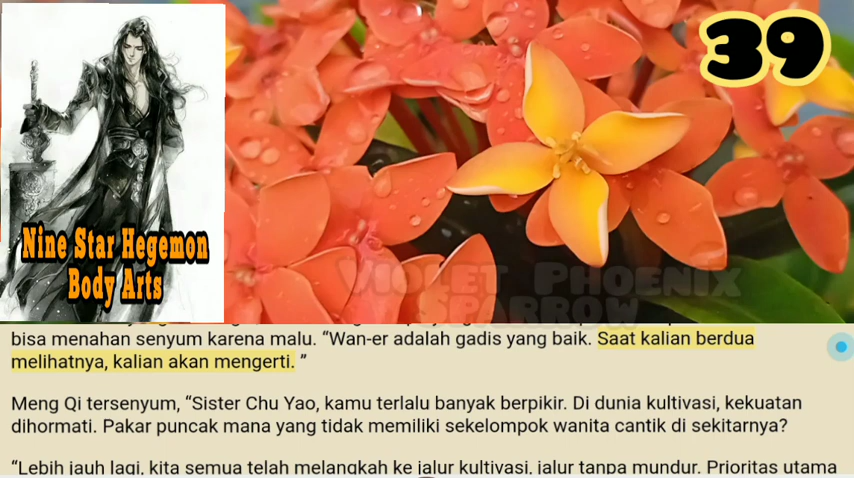 39
Nine Star Hegemon
Body Arts
Violet Phoenix
Sparrow
bisa menahan senyum karena malu. “Wan-er adalah gadis yang baik. Saat kalian berdua
melihatnya, kalian akan mengerti. ”
Meng Qi tersenyum, “Sister Chu Yao, kamu terlalu banyak berpikir. Di dunia kultivasi, kekuatan
dihormati. Pakar puncak mana yang tidak memiliki sekelompok wanita cantik di sekitarnya?
“Lebih jauh lagi, kita semua telah melangkah ke jalur kultivasi, jalur tanpa mundur. Prioritas utama